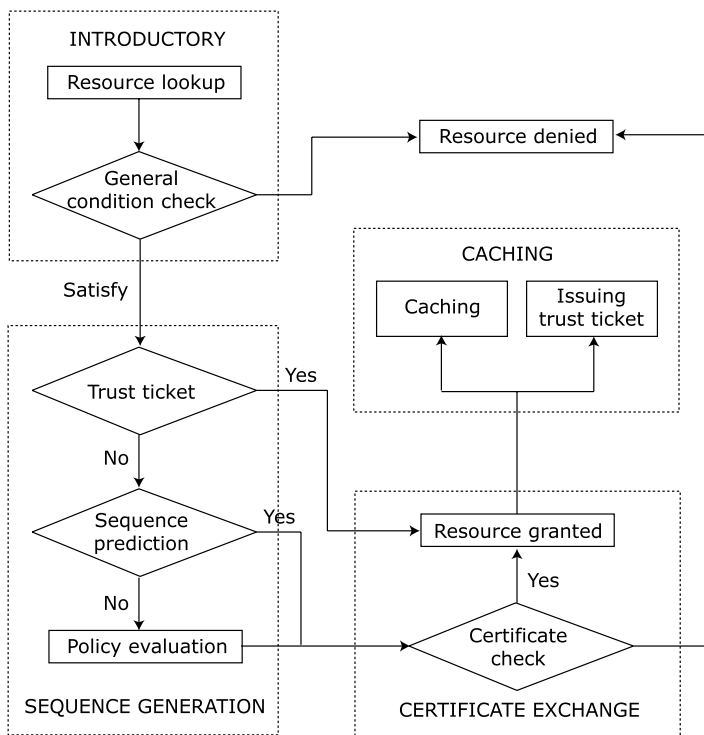 INTRODUCTORY
Resource lookup
General
condition check
Resource denied
Satisfy
CACHING
Caching
Issuing
trust ticket
Trust ticket
Yes
No
Sequence
prediction
Yes
No
Policy evaluation
SEQUENCE GENERATION
Resource granted
Yes
Certificate
check
CERTIFICATE EXCHANGE